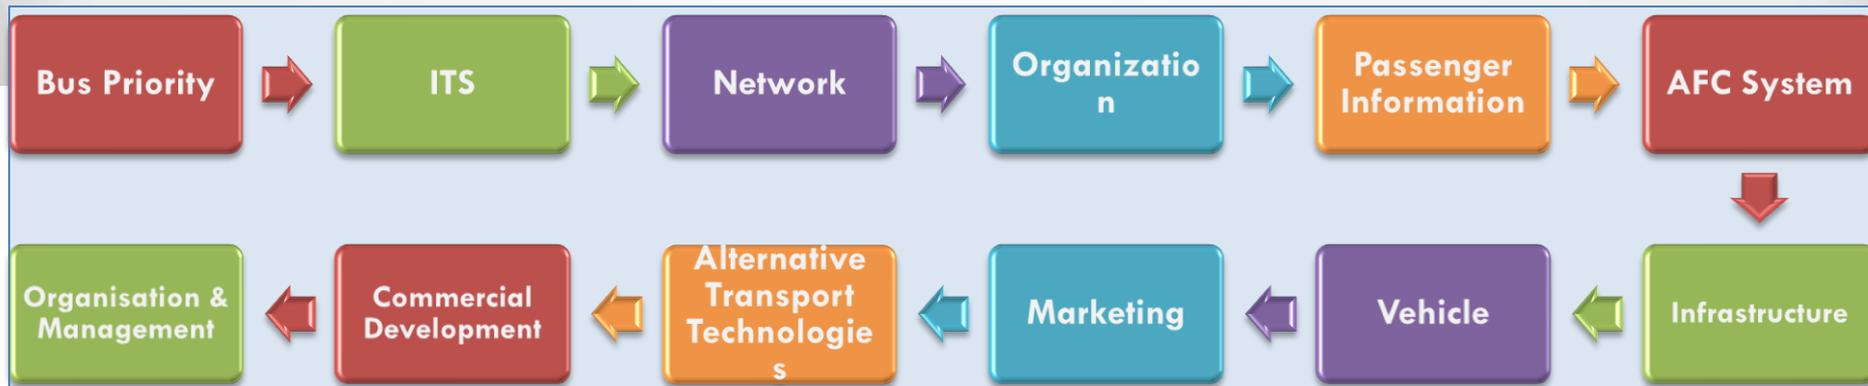 Bus Priority
ITS
Network
Organizatio
n
Passenger
Information
AFC System
Infrastructure
Vehicle
Marketing
Alternative
Transport
Technologie
s
Commercial
Development
Organisation &
Management